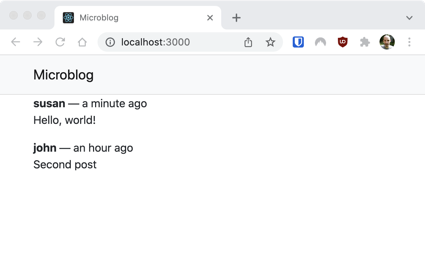 Microblog
localhost:3000
Microblog
susan — a minute ago
Hello, world!
john — an hour ago
Second post